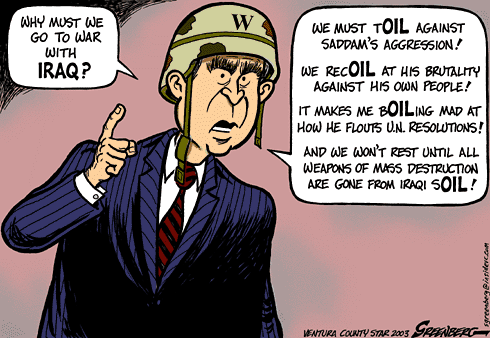 WHY MUST WE
GO TO WAR
WITH
IRAQ?
W
WE MUST TOIL AGAINST
SADDAM'S AGGRESSION!
WE RECOIL AT HIS BRUTALITY
AGAINST HIS OWN PEOPLE!
IT MAKES ME BOILING MAD AT
HOW HE FLOUTS U.N. RESOLUTIONS!
AND WE WON'T REST UNTIL ALL
WEAPONS OF MASS DESTRUCTION
ARE GONE FROM IRAQI SOIL!
VENTURA COUNTY STAR 2003 GREENBERG